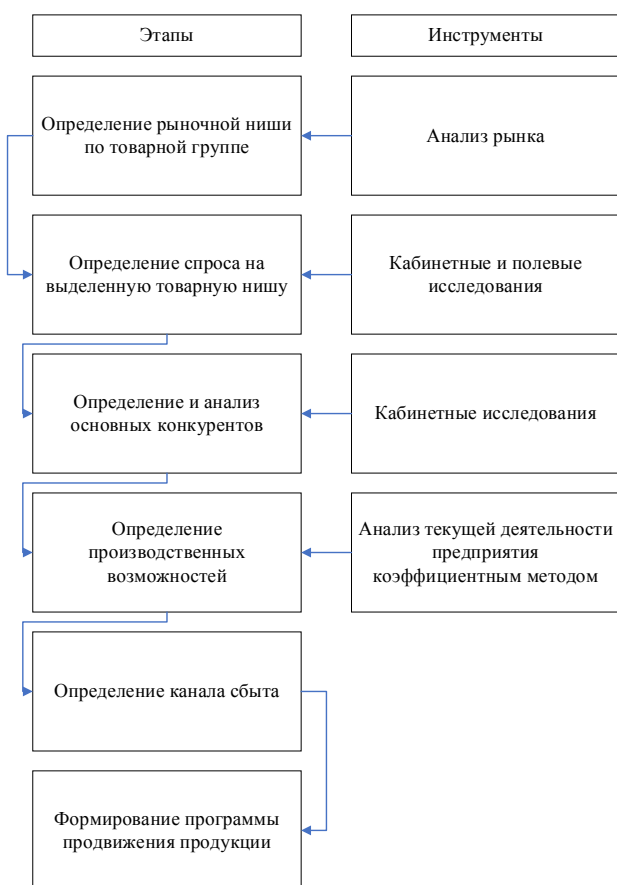 Этапы
Инструменты
Определение рыночной ниши
по товарной группе
Анализ рынка
Определение спроса на
выделенную товарную нишу
Кабинетные и полевые
исследования
Определение и анализ
основных конкурентов
Кабинетные исследования
Определение
производственных
возможностей
Анализ текущей деятельности
предприятия
коэффициентным методом
Определение канала сбыта
Формирование программы
продвижения продукции